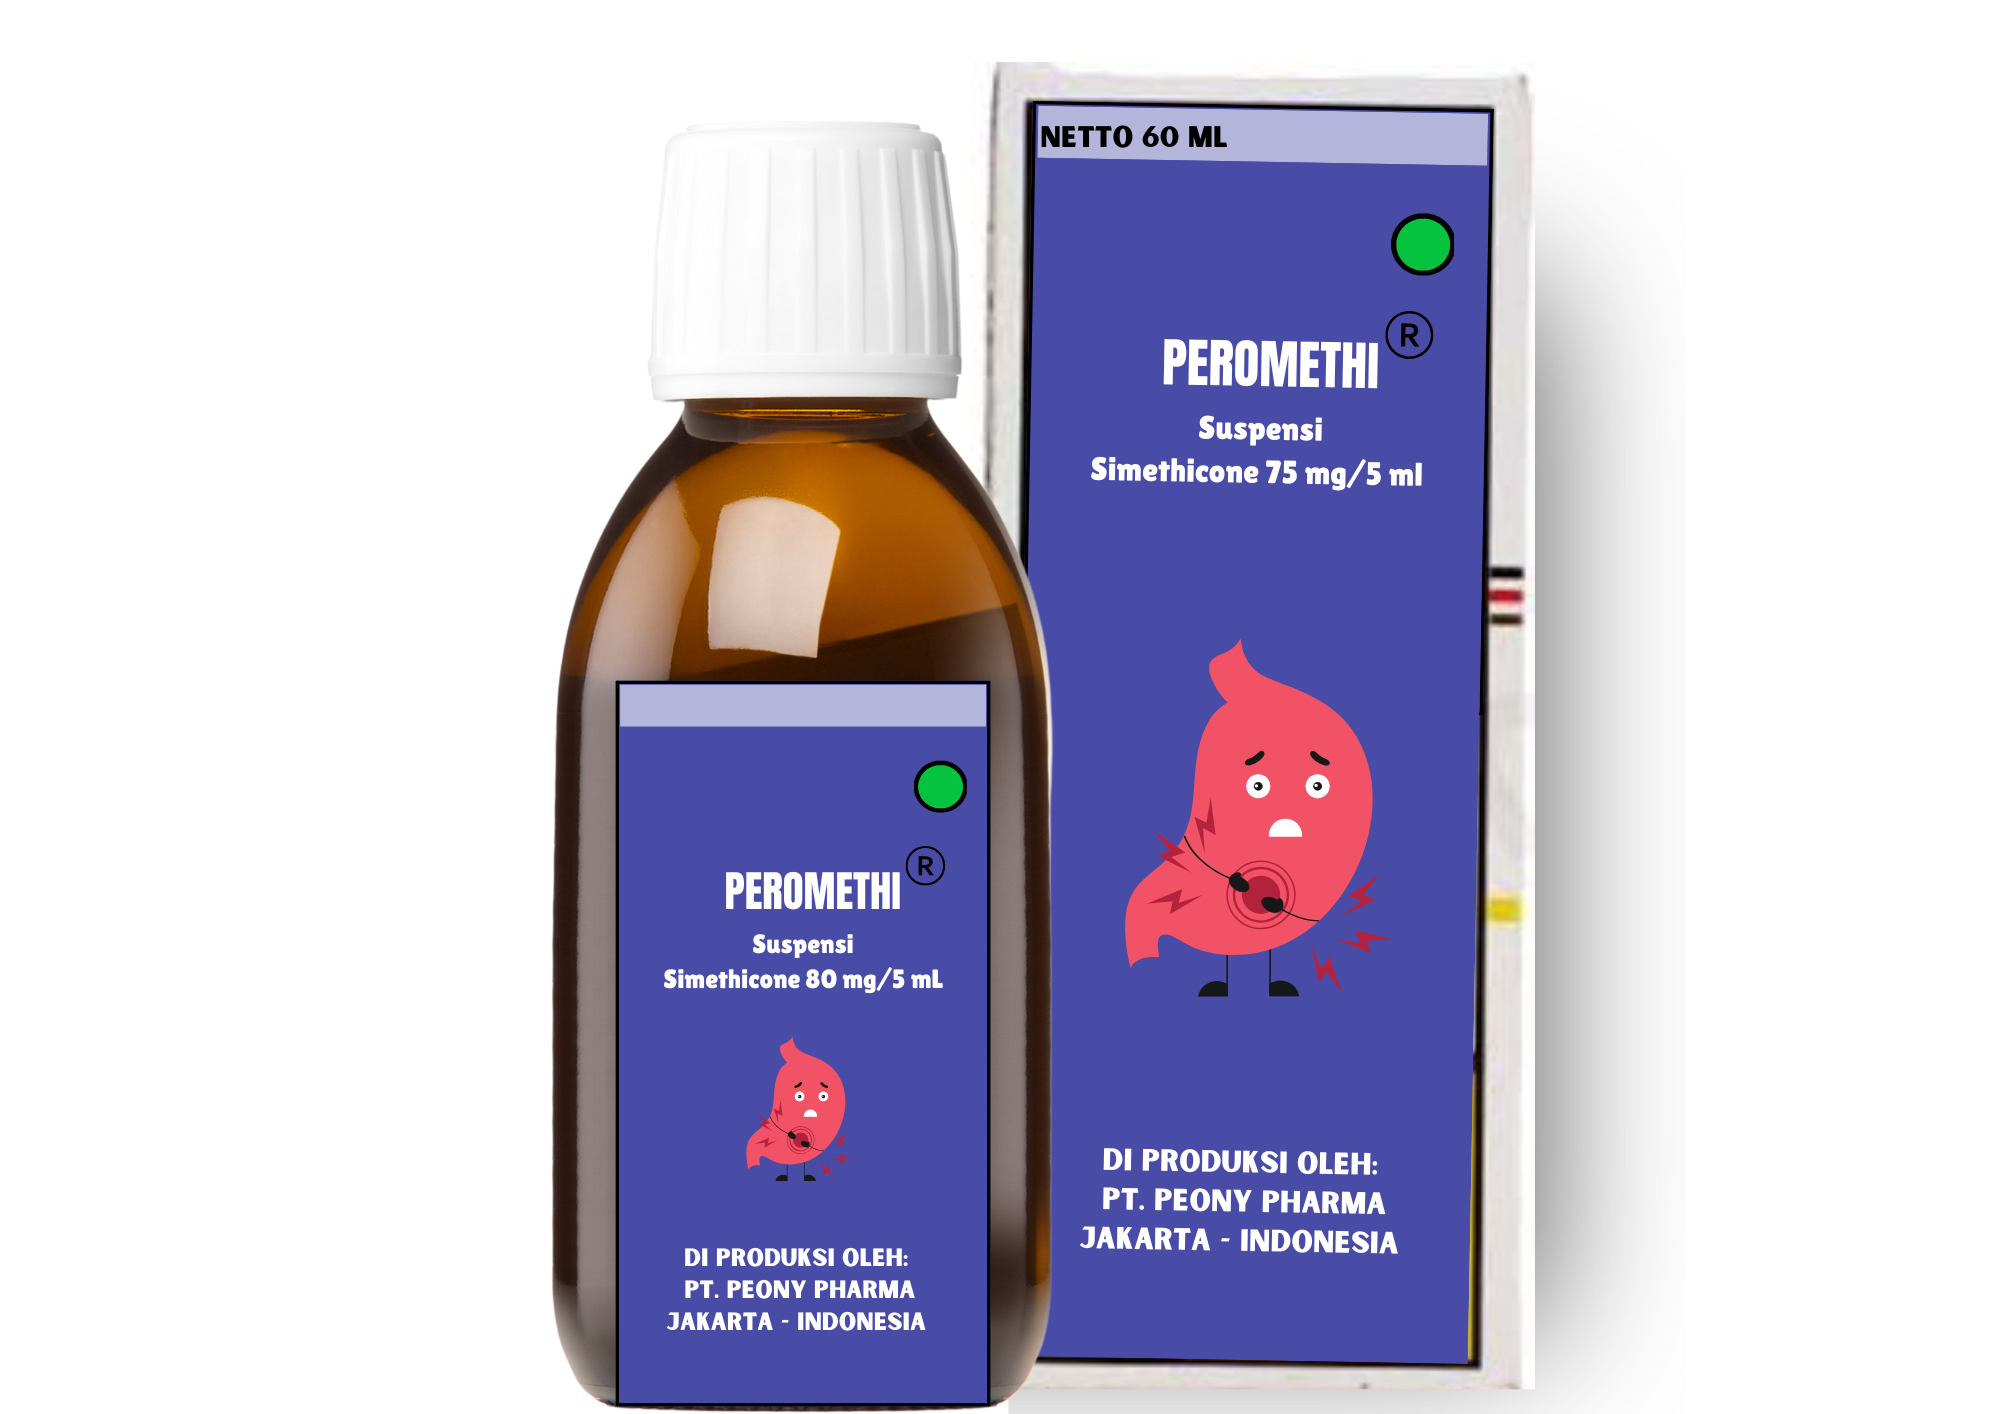 NETTO 60 ML
PEROMETHI ®
Suspensi
Simethicone 75 mg/5 ml
DI PRODUKSI OLEH:
PT. PEONY PHARMA
JAKARTA - INDONESIA
PEROMETHI ®
Suspensi
Simethicone 80 mg/5 mL
DI PRODUKSI OLEH:
PT. PEONY PHARMA
JAKARTA - INDONESIA